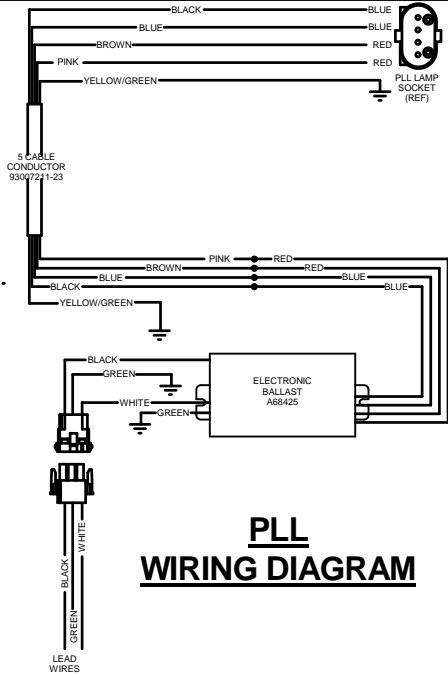 BLACK BLUE
BLUE BLUE
BROWN RED
PINK RED
YELLOW/GREEN
PLL LAMP
SOCKET
(REF)
5 CABLE
CONDUCTOR
93007211-23
PINK RED
BROWN RED
BLUE BLUE
BLACK BLUE
YELLOW/GREEN
BLACK
GREEN
WHITE
GREEN
ELECTRONIC
BALLAST
A68425
BLACK
GREEN
WHITE
LEAD
WIRES
PLL
WIRING DIAGRAM